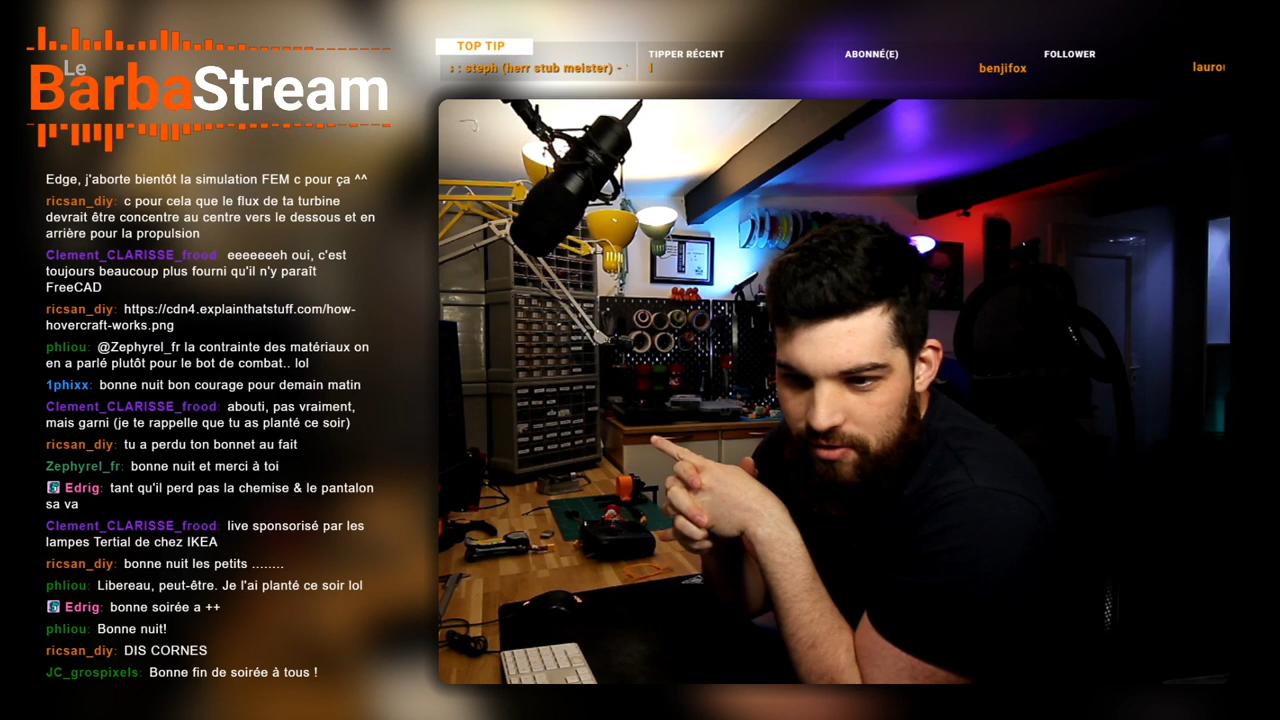 Le
BarbaStream
TOP TIP
: : steph (herr stub meister) -
TIPPER RÉCENT
ABONNÉ(E)
benjifox
FOLLOWER
Edge, j'aborte bientôt la simulation FEM c pour ça ^^
ricsan_diy: c pour cela que le flux de ta turbine
devrait être concentre au centre vers le dessous et en
arrière pour la propulsion
Clement_CLARISSE_frood: eeeeeeeh oui, c'est
toujours beaucoup plus fourni qu'il n'y paraît
FreeCAD
ricsan_diy: https://cdn4.explainthatstuff.com/how-
hovercraft-works.png
phliou: @Zephyrel_fr la contrainte des matériaux on
en a parlé plutôt pour le bot de combat.. lol
1phixx: bonne nuit bon courage pour demain matin
Clement_CLARISSE_frood: abouti, pas vraiment,
mais garni (je te rappelle que tu as planté ce soir)
ricsan_diy: tu a perdu ton bonnet au fait
Zephyrel_fr: bonne nuit et merci à toi
Edrig: tant qu'il perd pas la chemise & le pantalon
sa va
Clement_CLARISSE_frood: live sponsorisé par les
lampes Tertial de chez IKEA
ricsan_diy: bonne nuit les petits ........
phliou: Libereau, peut-être. Je l'ai planté ce soir lol
Edrig: bonne soirée a ++
phliou: Bonne nuit!
ricsan_diy: DIS CORNES
JC_grospixels: Bonne fin de soirée à tous !